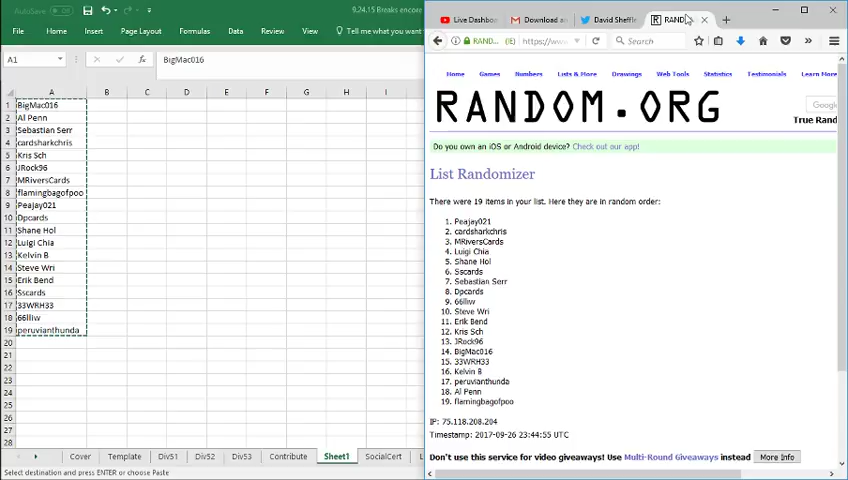 AutoSave
9.24.15 Breaks encore
File Home Insert Page Layout Formulas Data Review View Tell me what you want
A1
BigMac016
A B C D E F G H I
1 BigMac016
2 Al Penn
3 Sebastian Serr
4 cardsharkchris
5 Kris Sch
6 JRock96
7 MRiversCards
8 flamingbagofpoo
9 Peajay021
10 Dpcards
11 Shane Hol
12 Luigi Chia
13 Kelvin B
14 Steve Wri
15 Erik Bend
16 Sscards
17 33WRH33
18 66lliw
19 peruvianthunda
20
21
22
23
24
25
26
27
28
Cover Template Div51 Div52 Div53 Contribute Sheet1 SocialCert
Select destination and press ENTER or choose Paste
Live Dashboa Download ao David Sheffle RAND
RAND... (IE) https://www. Search
Home Games Numbers Lists & More Drawings Web Tools Statistics Testimonials Learn More
RANDOM.ORG
Google
True Rand
Do you own an iOS or Android device? Check out our app!
List Randomizer
There were 19 items in your list. Here they are in random order:
1. Peajay021
2. cardsharkchris
3. MRiversCards
4. Luigi Chia
5. Shane Hol
6. Sscards
7. Sebastian Serr
8. Dpcards
9. 66lliw
10. Steve Wri
11. Erik Bend
12. Kris Sch
13. JRock96
14. BigMac016
15. 33WRH33
16. Kelvin B
17. peruvianthunda
18. Al Penn
19. flamingbagofpoo
IP: 75.118.208.204
Timestamp: 2017-09-26 23:44:55 UTC
Don't use this service for video giveaways! Use Multi-Round Giveaways instead More Info